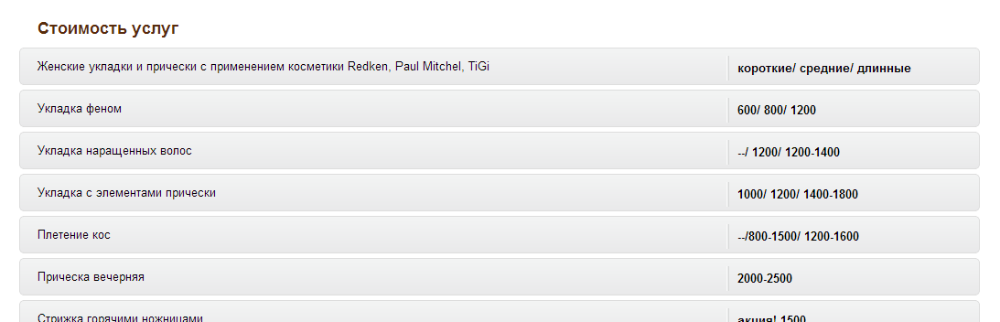 Стоимость услуг
Женские укладки и прически с применением косметики Redken, Paul Mitchel, TiGi короткие/ средние/ длинные
Укладка феном 600/ 800/ 1200
Укладка наращенных волос --/ 1200/ 1200-1400
Укладка с элементами прически 1000/ 1200/ 1400-1800
Плетение кос --/800-1500/ 1200-1600
Прическа вечерняя 2000-2500
Стрижка горячими ножницами акция! 1500